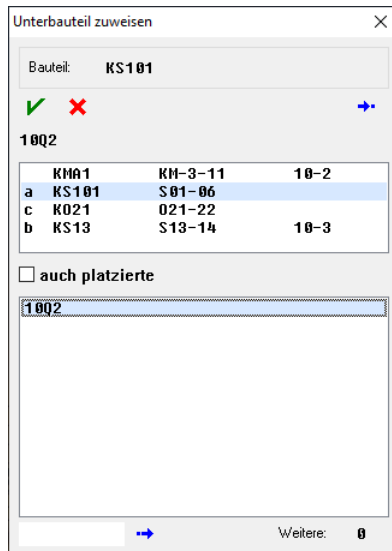 Unterbauteil zuweisen
Bauteil: KS101
10Q2
KMA1 KM-3-11 10-2
a KS101 S01-06
c KO21 O21-22
b KS13 S13-14 10-3
auch platzierte
10Q2
Weitere: 0